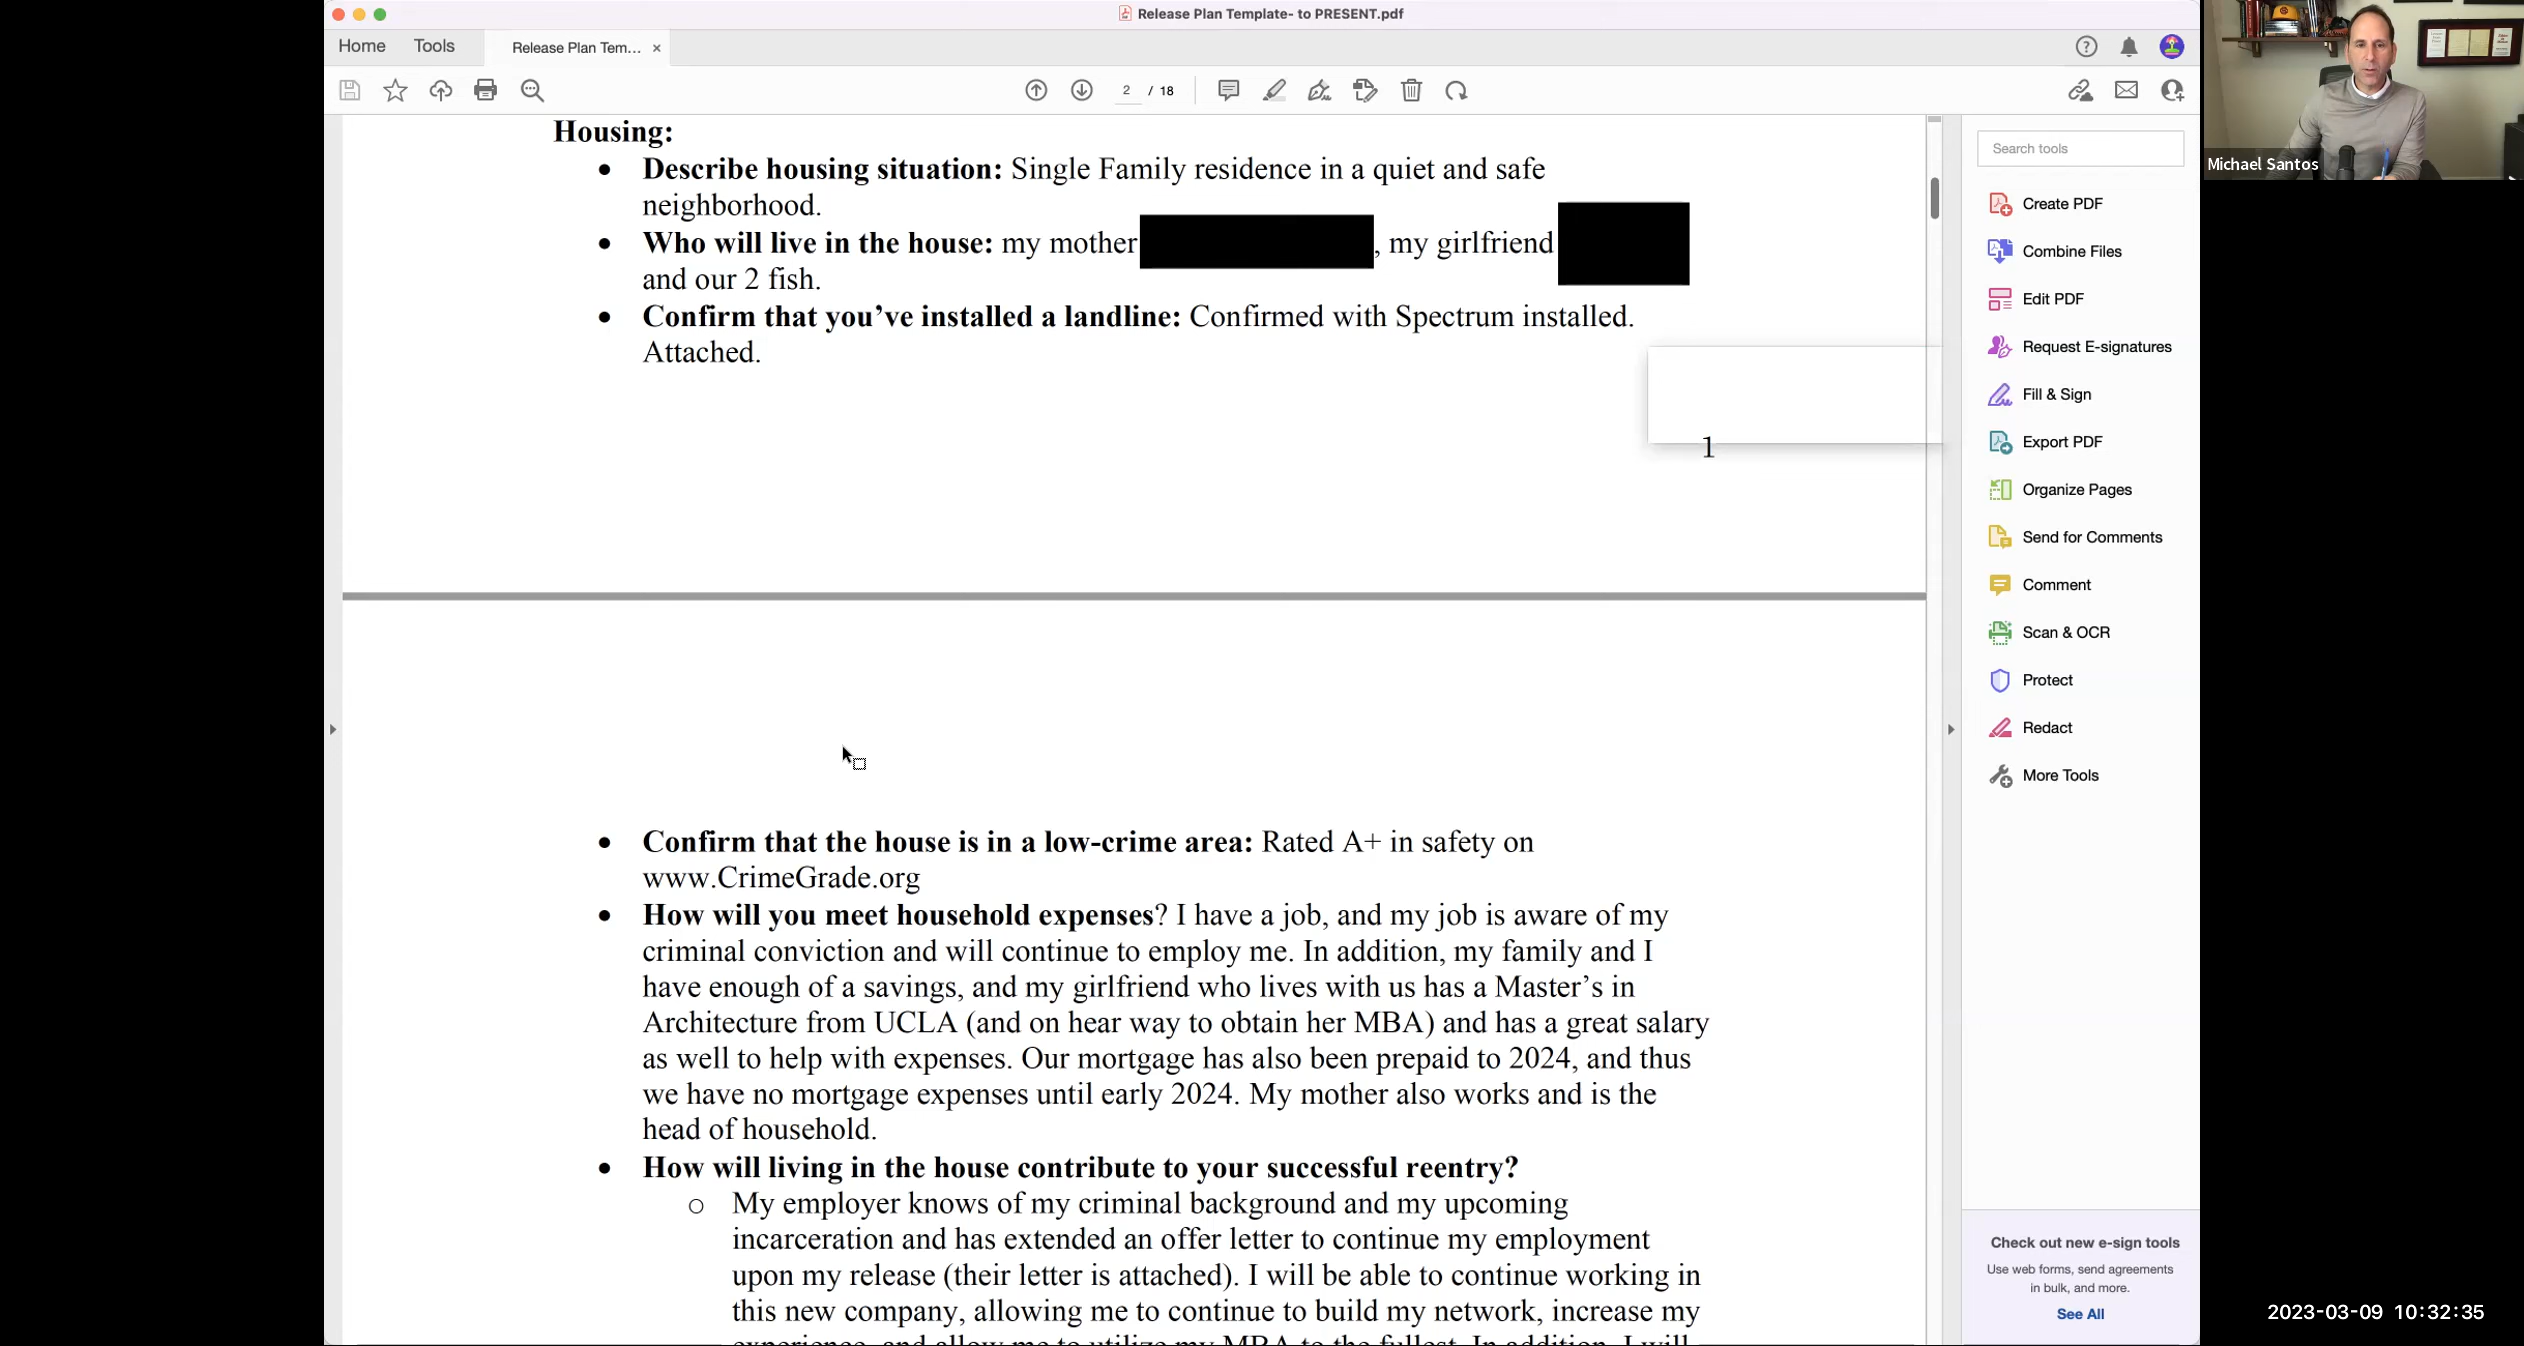 Release Plan Template- to PRESENT.pdf
Home Tools Release Plan Tem... ×
2 / 18
Housing:
• Describe housing situation: Single Family residence in a quiet and safe
neighborhood.
• Who will live in the house: my mother , my girlfriend
and our 2 fish.
• Confirm that you’ve installed a landline: Confirmed with Spectrum installed.
Attached.
1
• Confirm that the house is in a low-crime area: Rated A+ in safety on
www.CrimeGrade.org
• How will you meet household expenses? I have a job, and my job is aware of my
criminal conviction and will continue to employ me. In addition, my family and I
have enough of a savings, and my girlfriend who lives with us has a Master’s in
Architecture from UCLA (and on hear way to obtain her MBA) and has a great salary
as well to help with expenses. Our mortgage has also been prepaid to 2024, and thus
we have no mortgage expenses until early 2024. My mother also works and is the
head of household.
• How will living in the house contribute to your successful reentry?
o My employer knows of my criminal background and my upcoming
incarceration and has extended an offer letter to continue my employment
upon my release (their letter is attached). I will be able to continue working in
this new company, allowing me to continue to build my network, increase my
experience, and allow me to utilize my MBA to the fullest. In addition, I will
Search tools
Create PDF
Combine Files
Edit PDF
Request E-signatures
Fill & Sign
Export PDF
Organize Pages
Send for Comments
Comment
Scan & OCR
Protect
Redact
More Tools
Check out new e-sign tools
Use web forms, send agreements
in bulk, and more.
See All
Michael Santos
2023-03-09 10:32:35